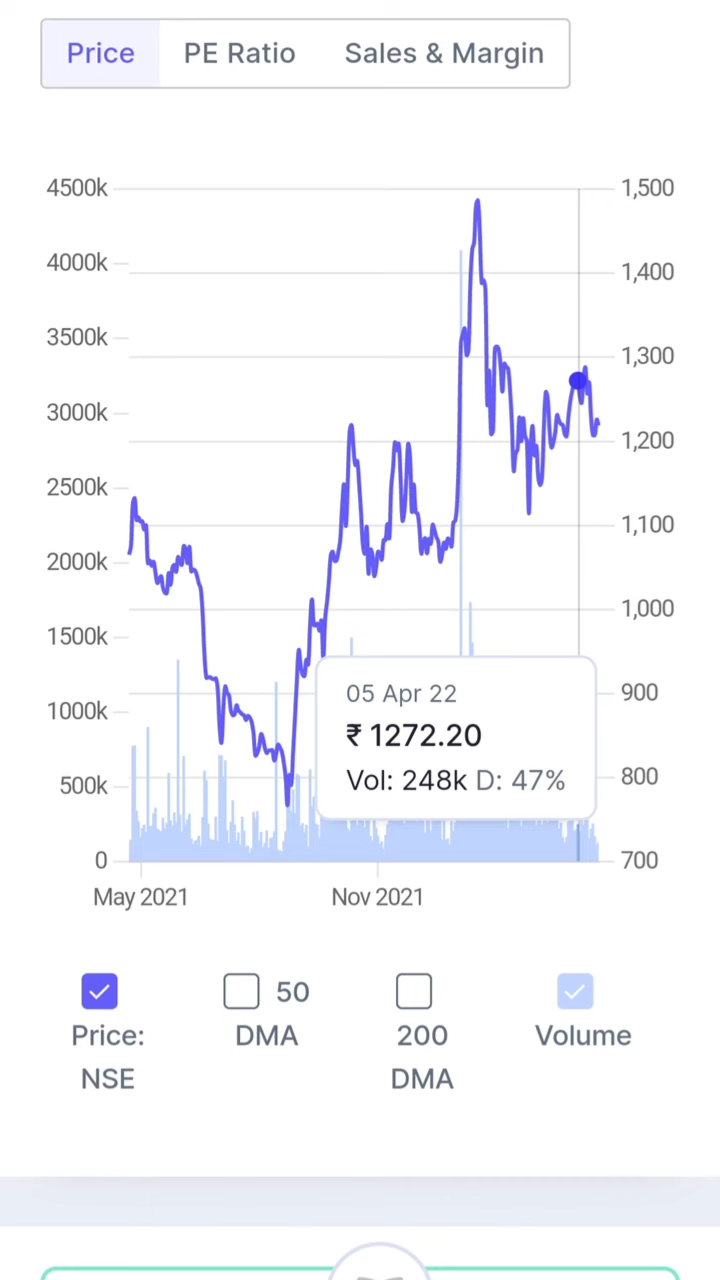 Price PE Ratio Sales & Margin
4500k 1,500
4000k 1,400
3500k 1,300
3000k 1,200
2500k 1,100
2000k 1,000
1500k 900
1000k 800
500k 700
0
05 Apr 22
₹ 1272.20
Vol: 248k D: 47%
May 2021 Nov 2021
Price: NSE
50 DMA
200 DMA
Volume